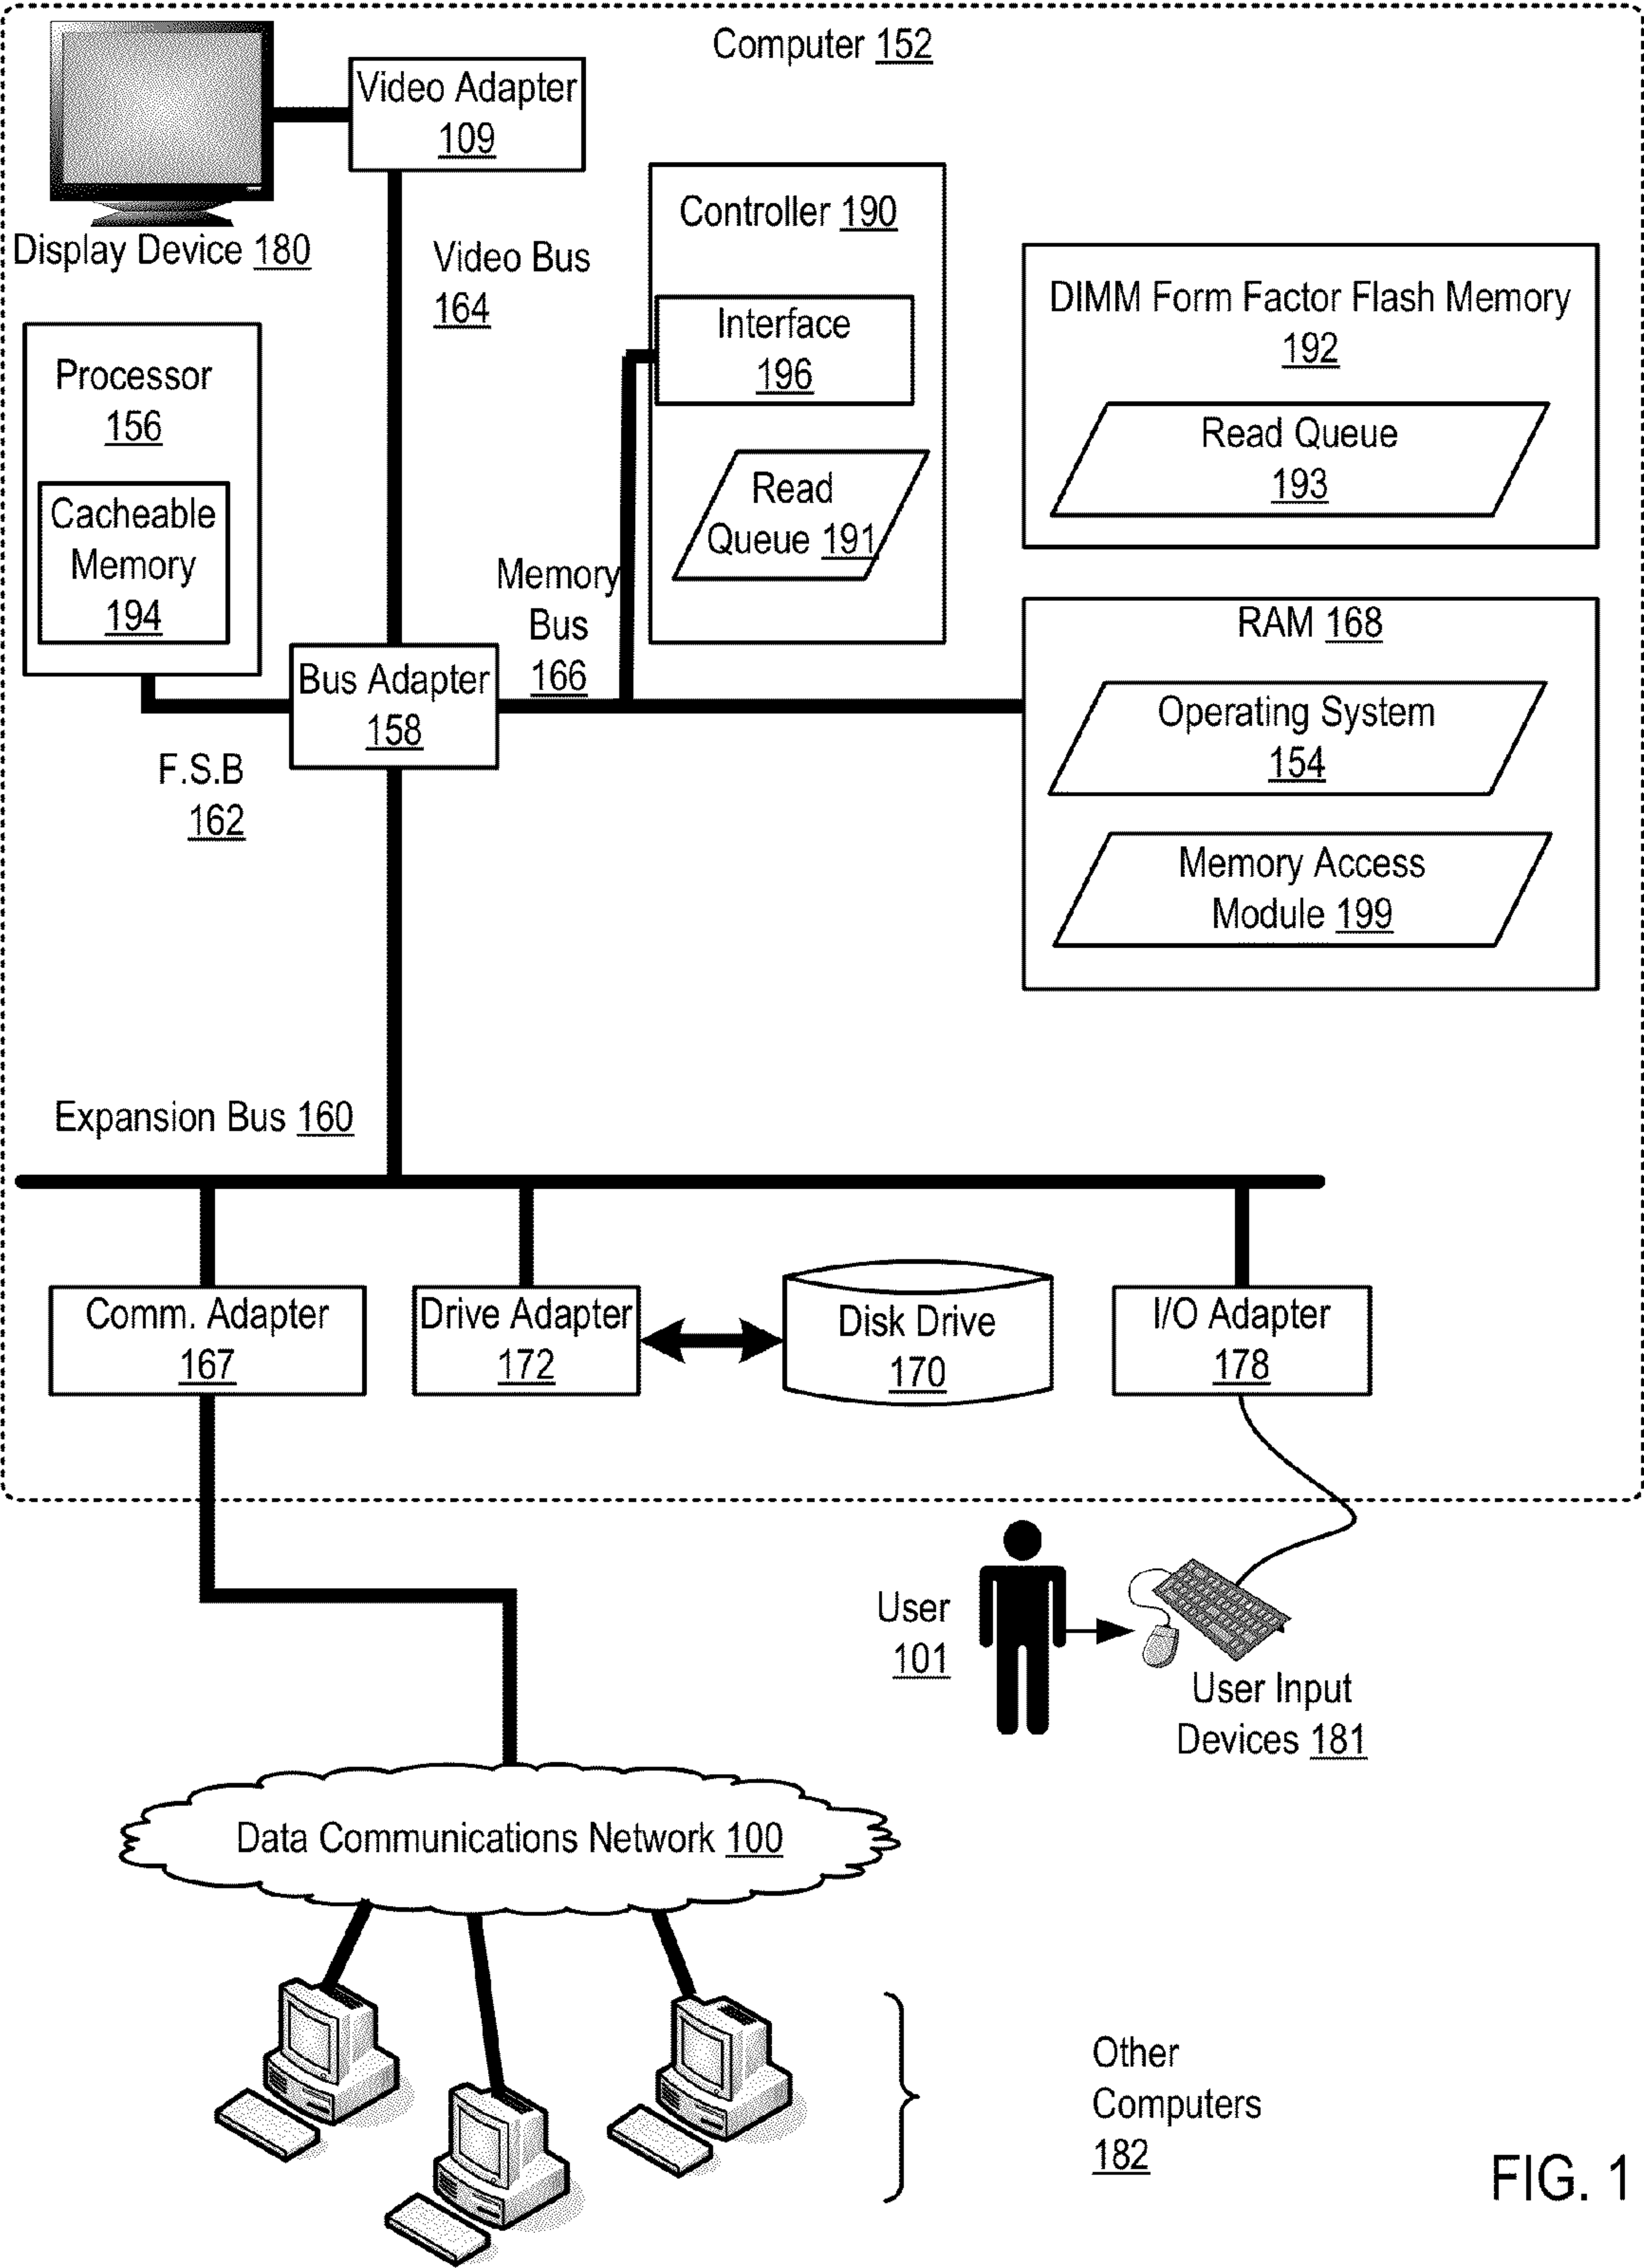 Computer 152
Video Adapter
109
Display Device 180
Video Bus
164
Controller 190
Interface
196
Read
Queue 191
DIMM Form Factor Flash Memory
192
Read Queue
193
Processor
156
Cacheable
Memory
194
Memory
Bus
166
Bus Adapter
158
F.S.B
162
RAM 168
Operating System
154
Memory Access
Module 199
Expansion Bus 160
Comm. Adapter
167
Drive Adapter
172
Disk Drive
170
I/O Adapter
178
User
101
User Input
Devices 181
Data Communications Network 100
Other
Computers
182
FIG. 1